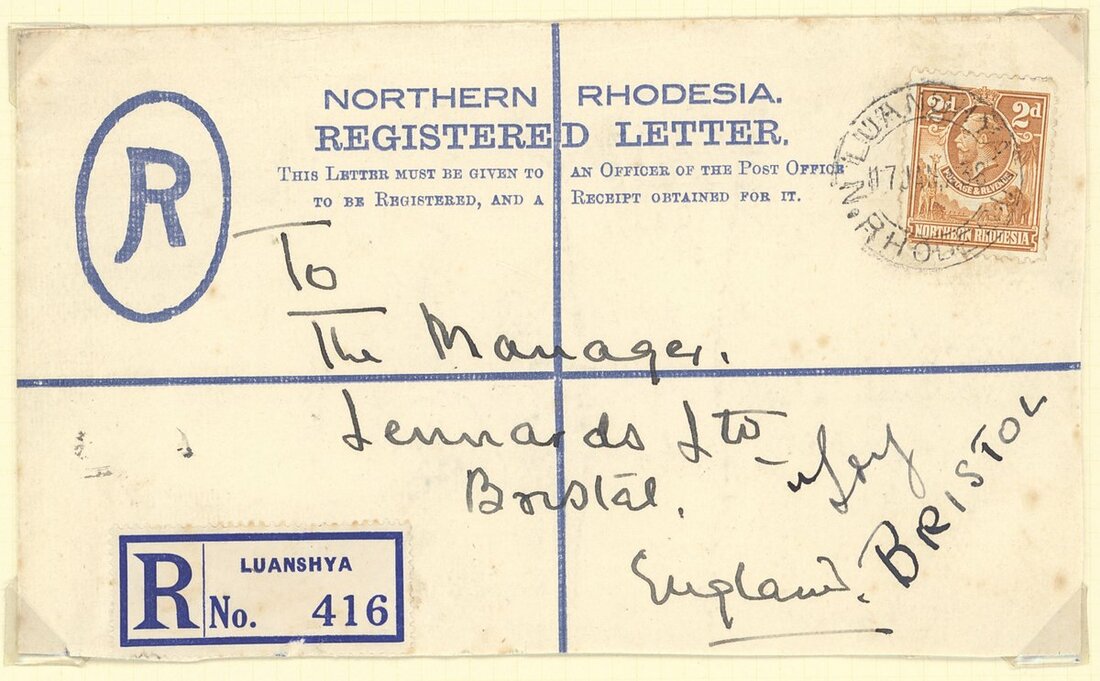 R
NORTHERN RHODESIA.
REGISTERED LETTER.
THIS LETTER MUST BE GIVEN TO AN OFFICER OF THE POST OFFICE
TO BE REGISTERED, AND A RECEIPT OBTAINED FOR IT.
2d 2d
POSTAGE & REVENUE
NORTHERN RHODESIA
LUANSHYA
N. RHOD
To
The Manager.
Lennards Ltd
Bristol.
England.
BRISTOL
R LUANSHYA
No. 416